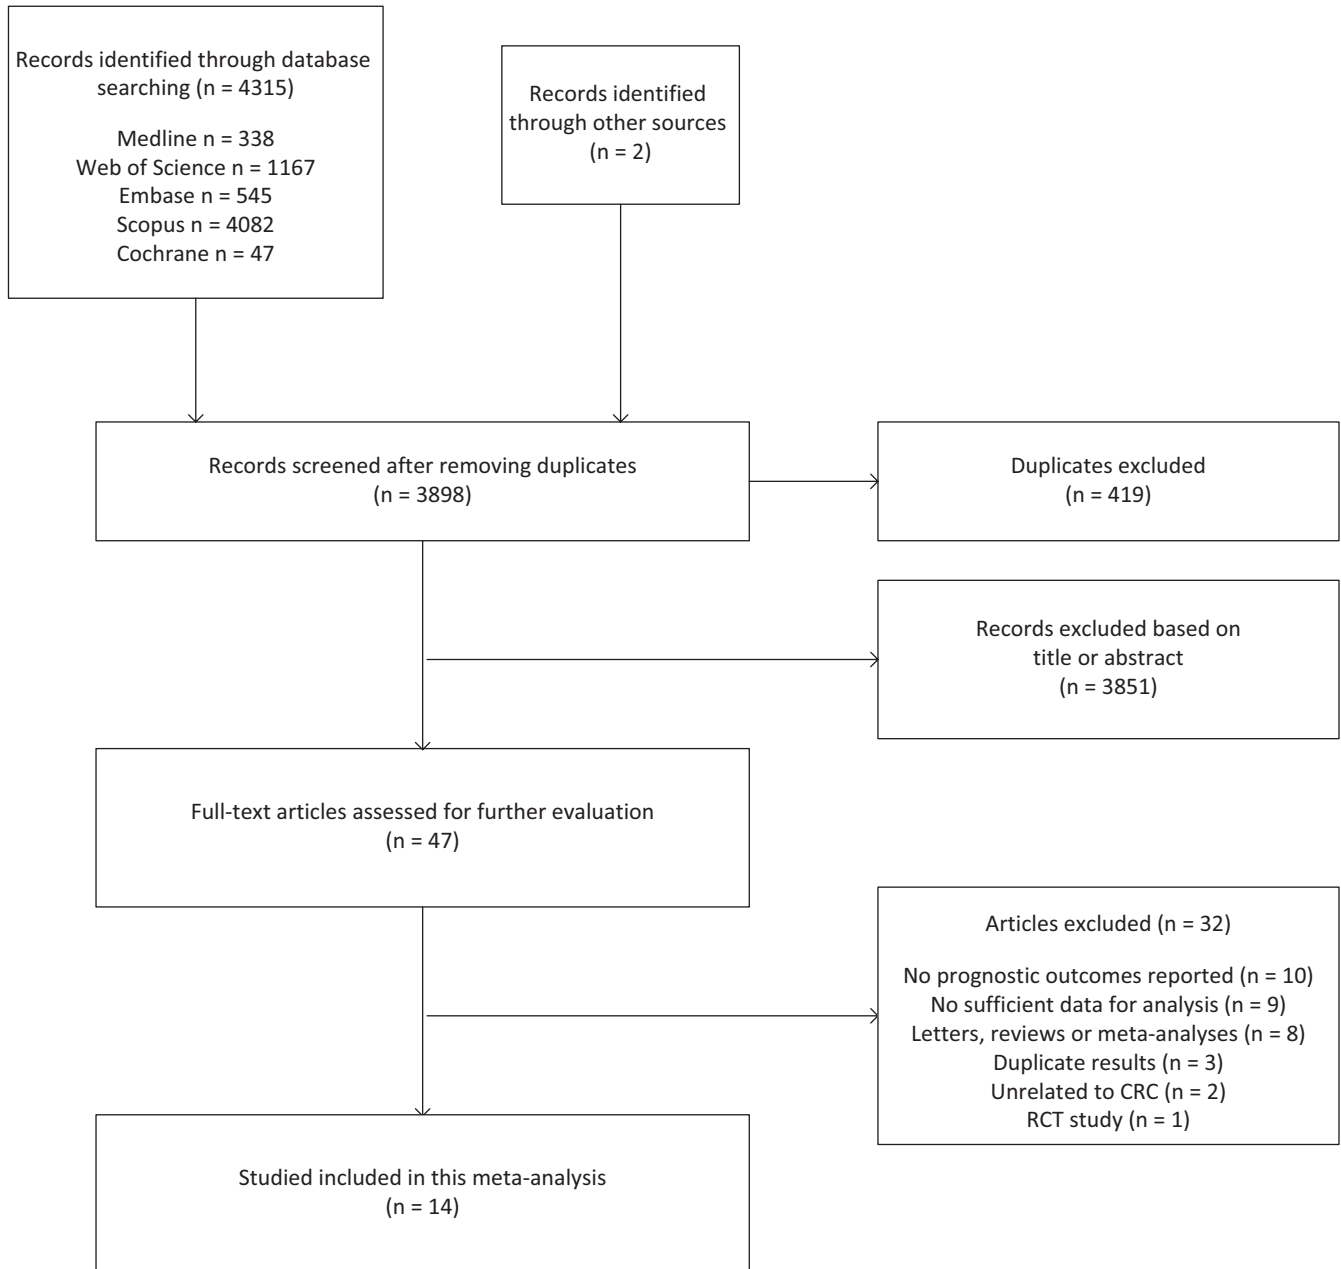 Records identified through database
searching (n = 4315)
Medline n = 338
Web of Science n = 1167
Embase n = 545
Scopus n = 4082
Cochrane n = 47
Records identified
through other sources
(n = 2)
Records screened after removing duplicates
(n = 3898)
Duplicates excluded
(n = 419)
Records excluded based on
title or abstract
(n = 3851)
Full-text articles assessed for further evaluation
(n = 47)
Articles excluded (n = 32)
No prognostic outcomes reported (n = 10)
No sufficient data for analysis (n = 9)
Letters, reviews or meta-analyses (n = 8)
Duplicate results (n = 3)
Unrelated to CRC (n = 2)
RCT study (n = 1)
Studied included in this meta-analysis
(n = 14)